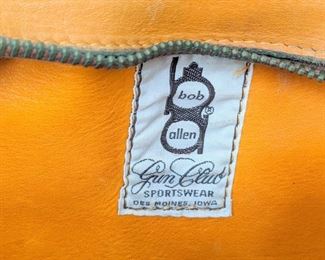 bob
allen
®
Gun Club
SPORTSWEAR
DES MOINES, IOWA